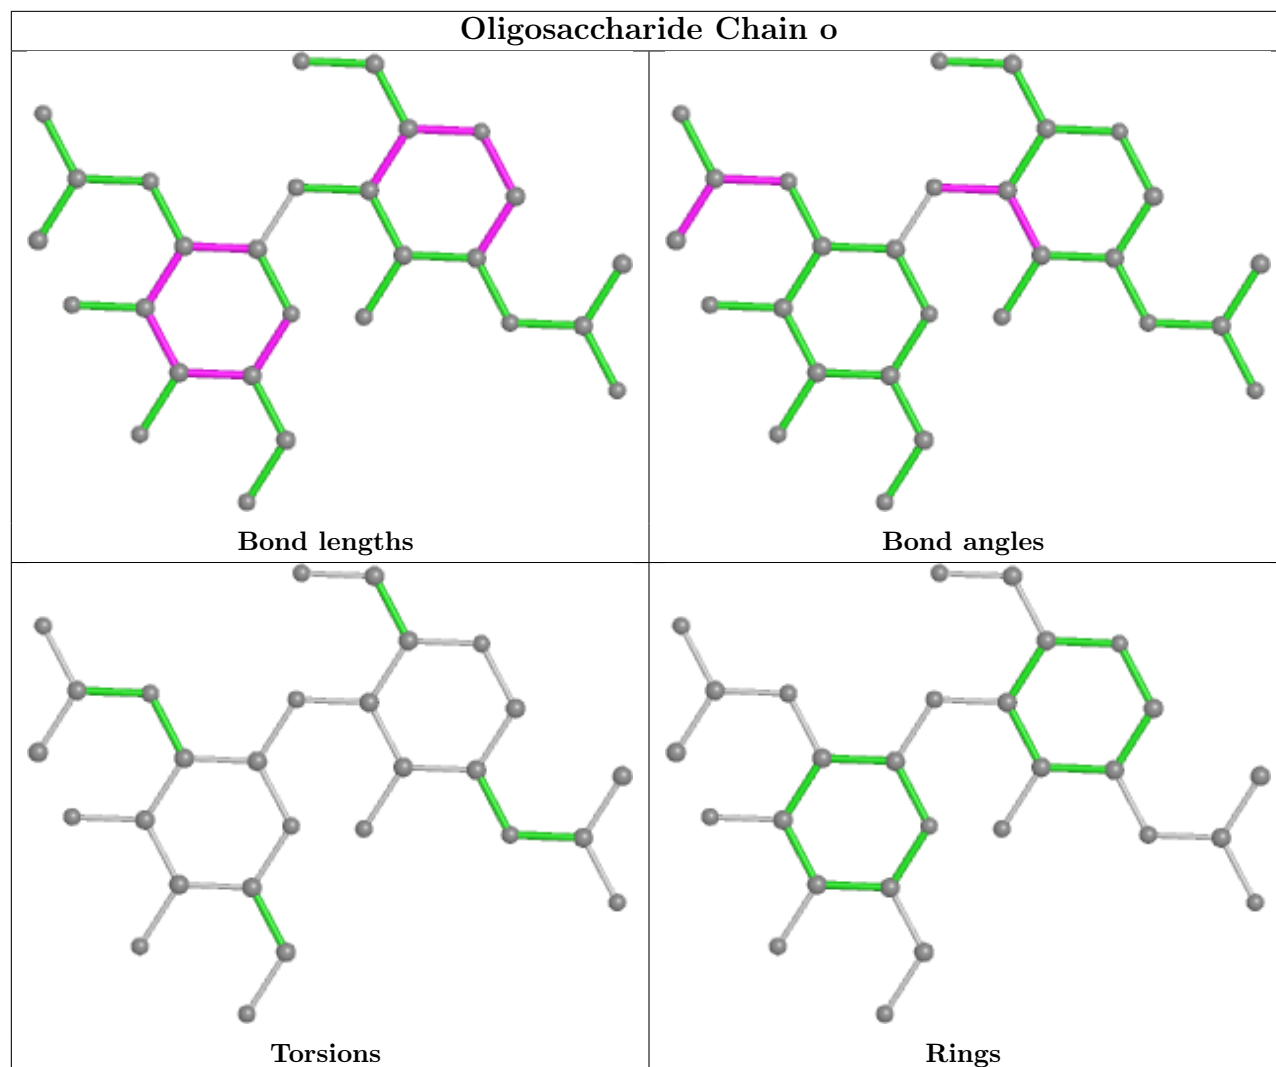 Oligosaccharide Chain o
Bond lengths
Bond angles
Torsions
Rings